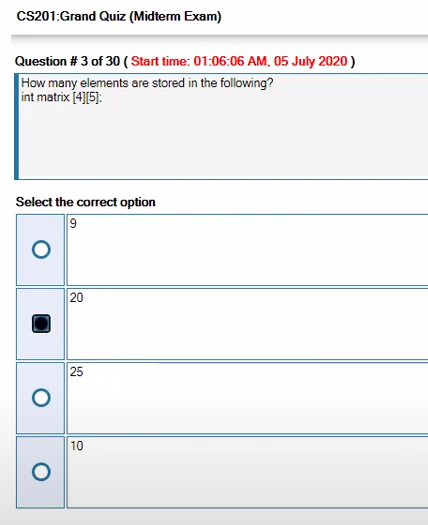 CS201:Grand Quiz (Midterm Exam)
Question # 3 of 30 ( Start time: 01:06:06 AM, 05 July 2020 )
How many elements are stored in the following?
int matrix [4][5];
Select the correct option
9
20
25
10